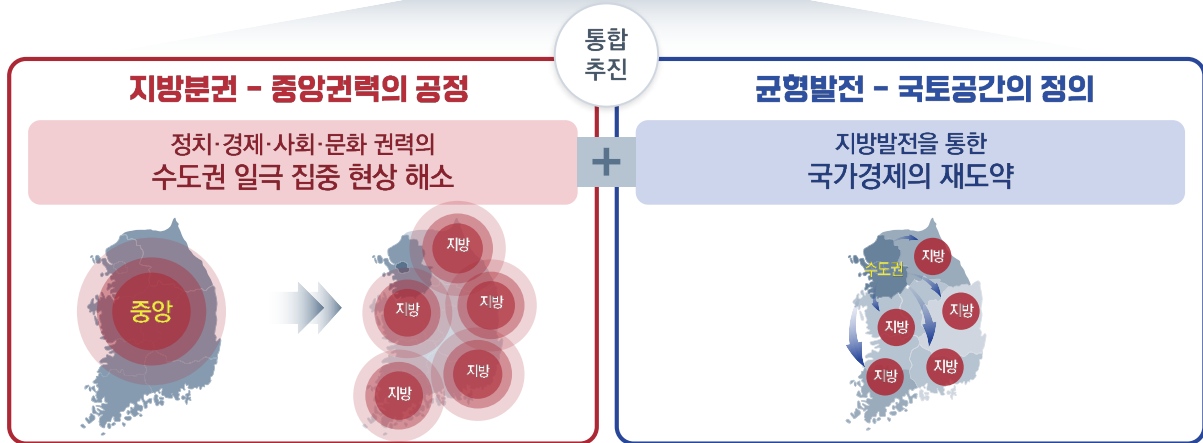 통합
추진
지방분권 - 중앙권력의 공정
정치·경제·사회·문화 권력의
수도권 일극 집중 현상 해소
중앙
지방
지방
지방
지방
지방
+
균형발전 - 국토공간의 정의
지방발전을 통한
국가경제의 재도약
수도권
지방
지방
지방
지방
지방